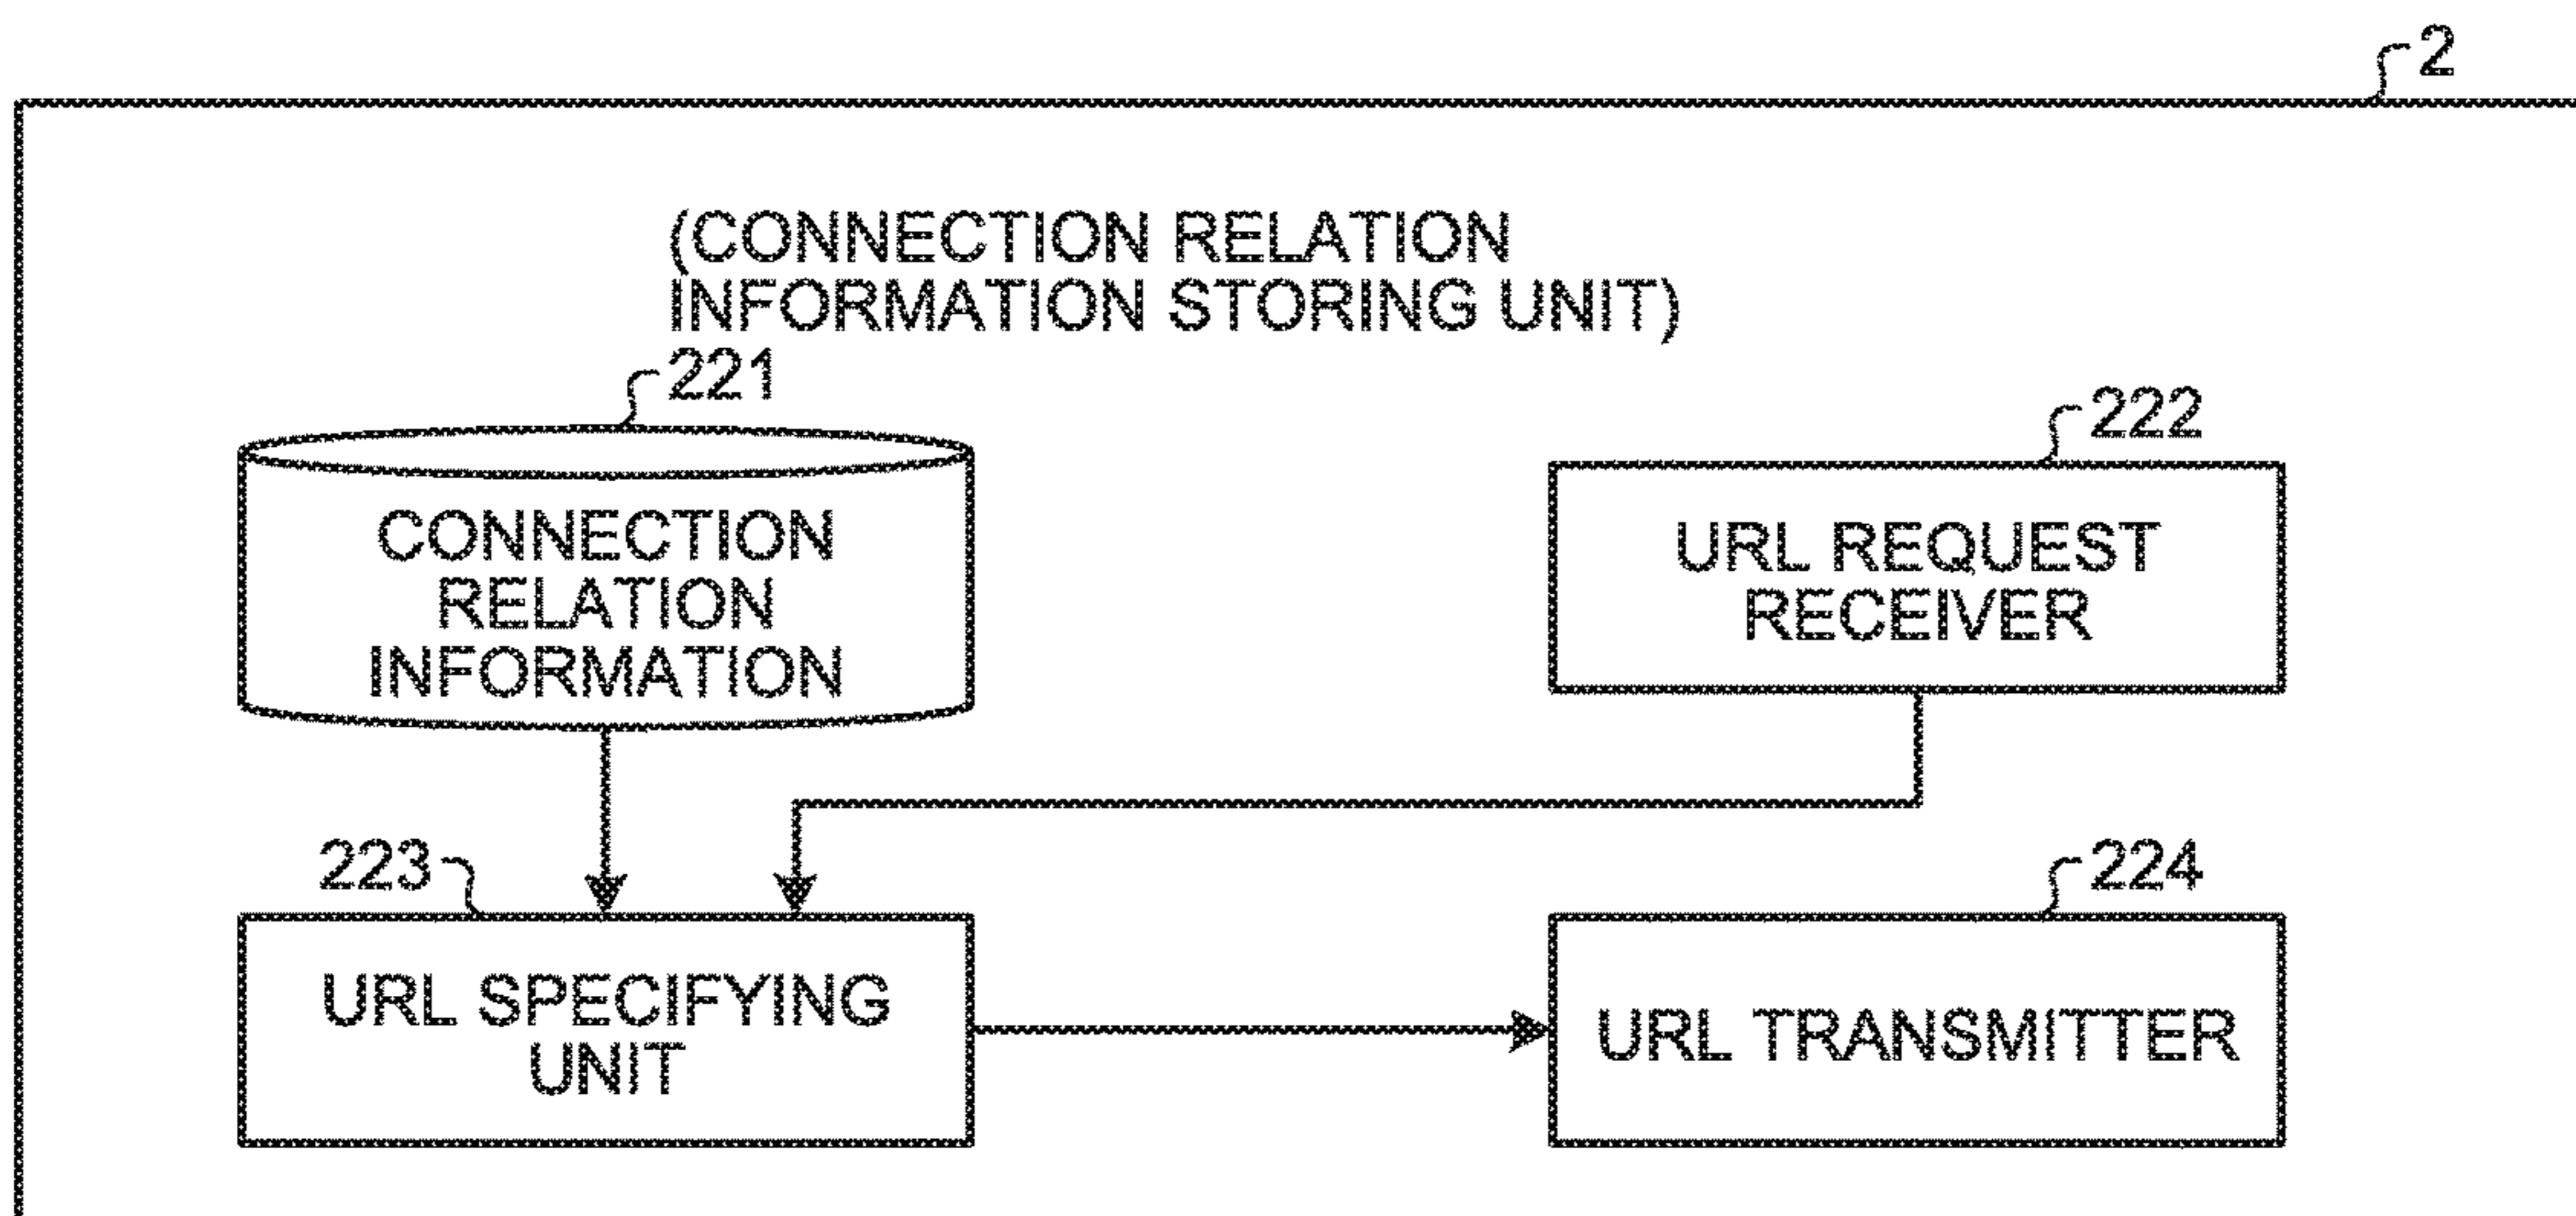 2
(CONNECTION RELATION
INFORMATION STORING UNIT)
221
222
CONNECTION
RELATION
INFORMATION
URL REQUEST
RECEIVER
223
224
URL SPECIFYING
UNIT
URL TRANSMITTER